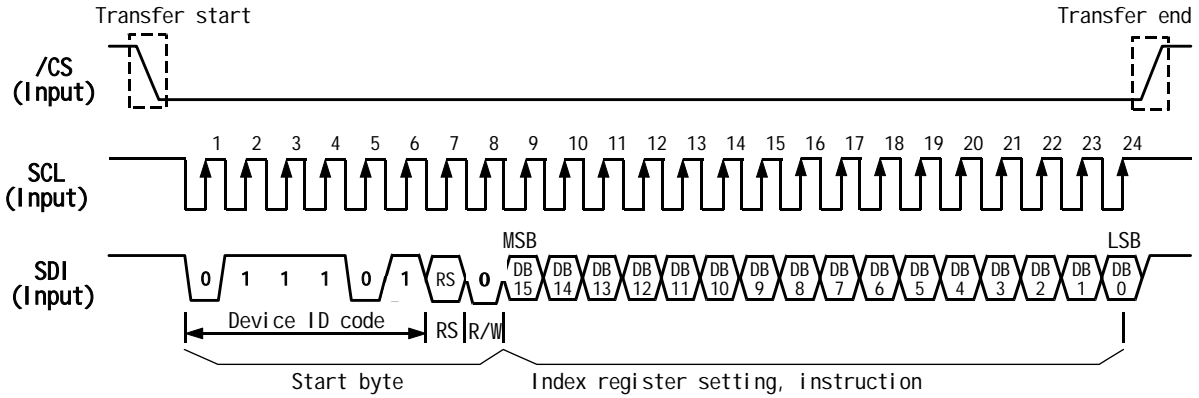 Transfer start Transfer end
/CS
(Input)
1 2 3 4 5 6 7 8 9 10 11 12 13 14 15 16 17 18 19 20 21 22 23 24
SCL
(Input)
MSB LSB
SDI
(Input)
0 1 1 1 0 1 RS 0 DB 15 DB 14 DB 13 DB 12 DB 11 DB 10 DB 9 DB 8 DB 7 DB 6 DB 5 DB 4 DB 3 DB 2 DB 1 DB 0
Device ID code RS R/W
Start byte Index register setting, instruction